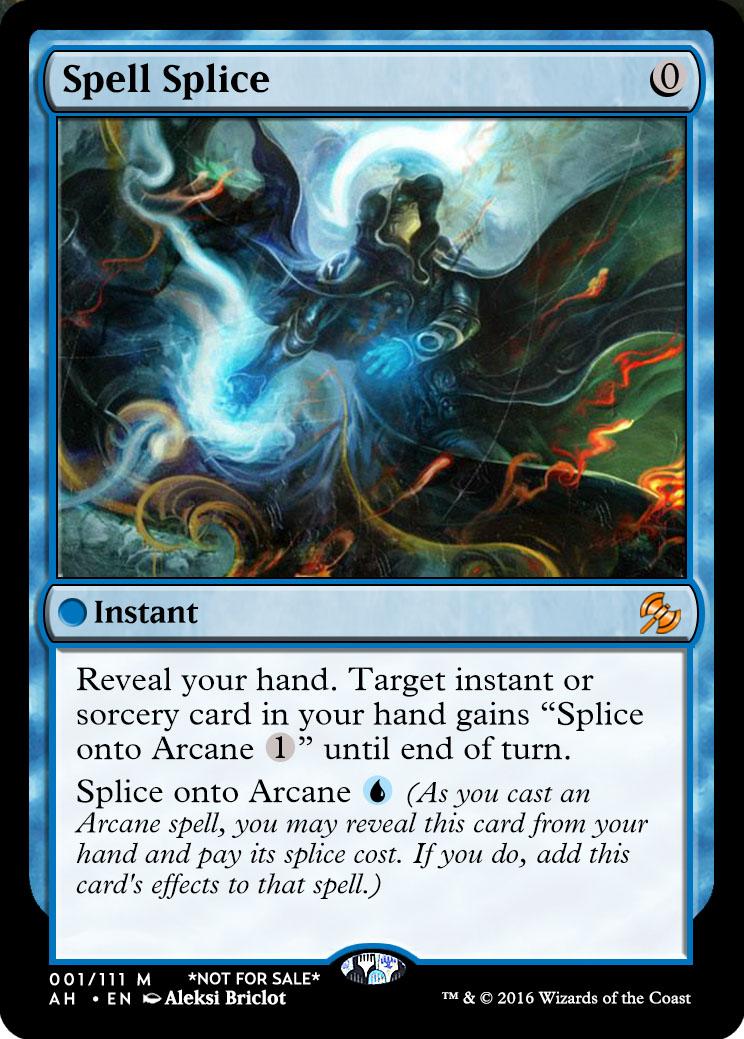 Spell Splice 0
Instant
Reveal your hand. Target instant or
sorcery card in your hand gains “Splice
onto Arcane 1” until end of turn.
Splice onto Arcane (As you cast an
Arcane spell, you may reveal this card from your
hand and pay its splice cost. If you do, add this
card's effects to that spell.)
001/111 M *NOT FOR SALE*
AH • EN Aleksi Briclot ™ & © 2016 Wizards of the Coast